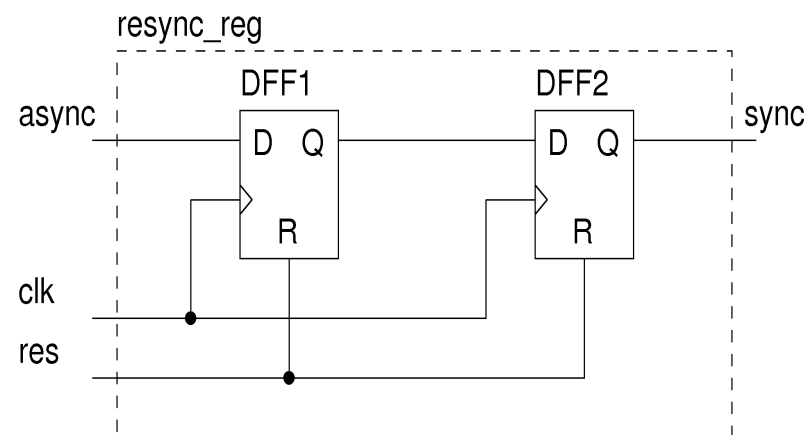 resync_reg
DFF1
DFF2
async
sync
D Q
D Q
R
R
clk
res